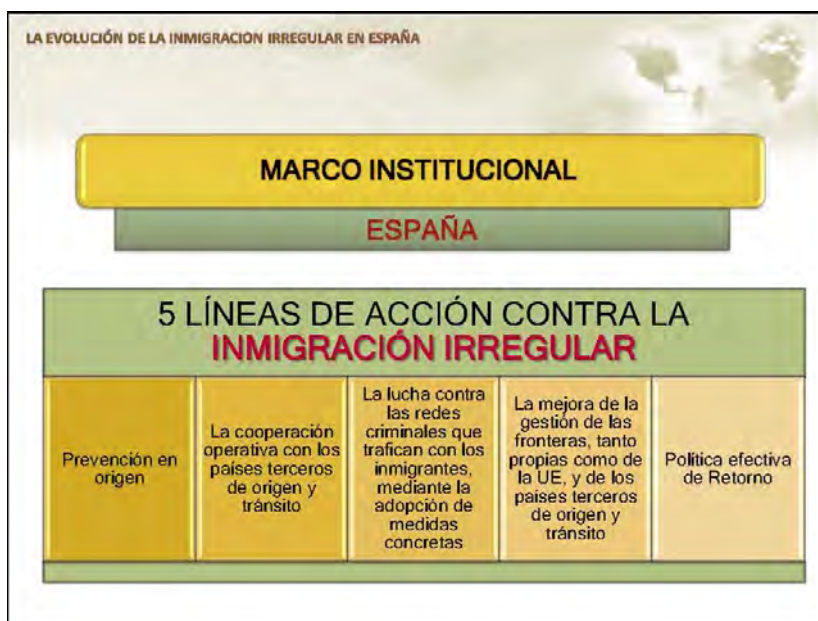 LA EVOLUCIÓN DE LA INMIGRACION IRREGULAR EN ESPAÑA
MARCO INSTITUCIONAL
ESPAÑA
5 LÍNEAS DE ACCIÓN CONTRA LA
INMIGRACIÓN IRREGULAR
Prevención en
origen
La cooperación
operativa con los
países terceros
de origen y
tránsito
La lucha contra
las redes
criminales que
trafican con los
inmigrantes,
mediante la
adopción de
medidas
concretas
La mejora de la
gestión de las
fronteras, tanto
propias como de
la UE, y de los
países terceros
de origen y
tránsito
Política efectiva
de Retorno